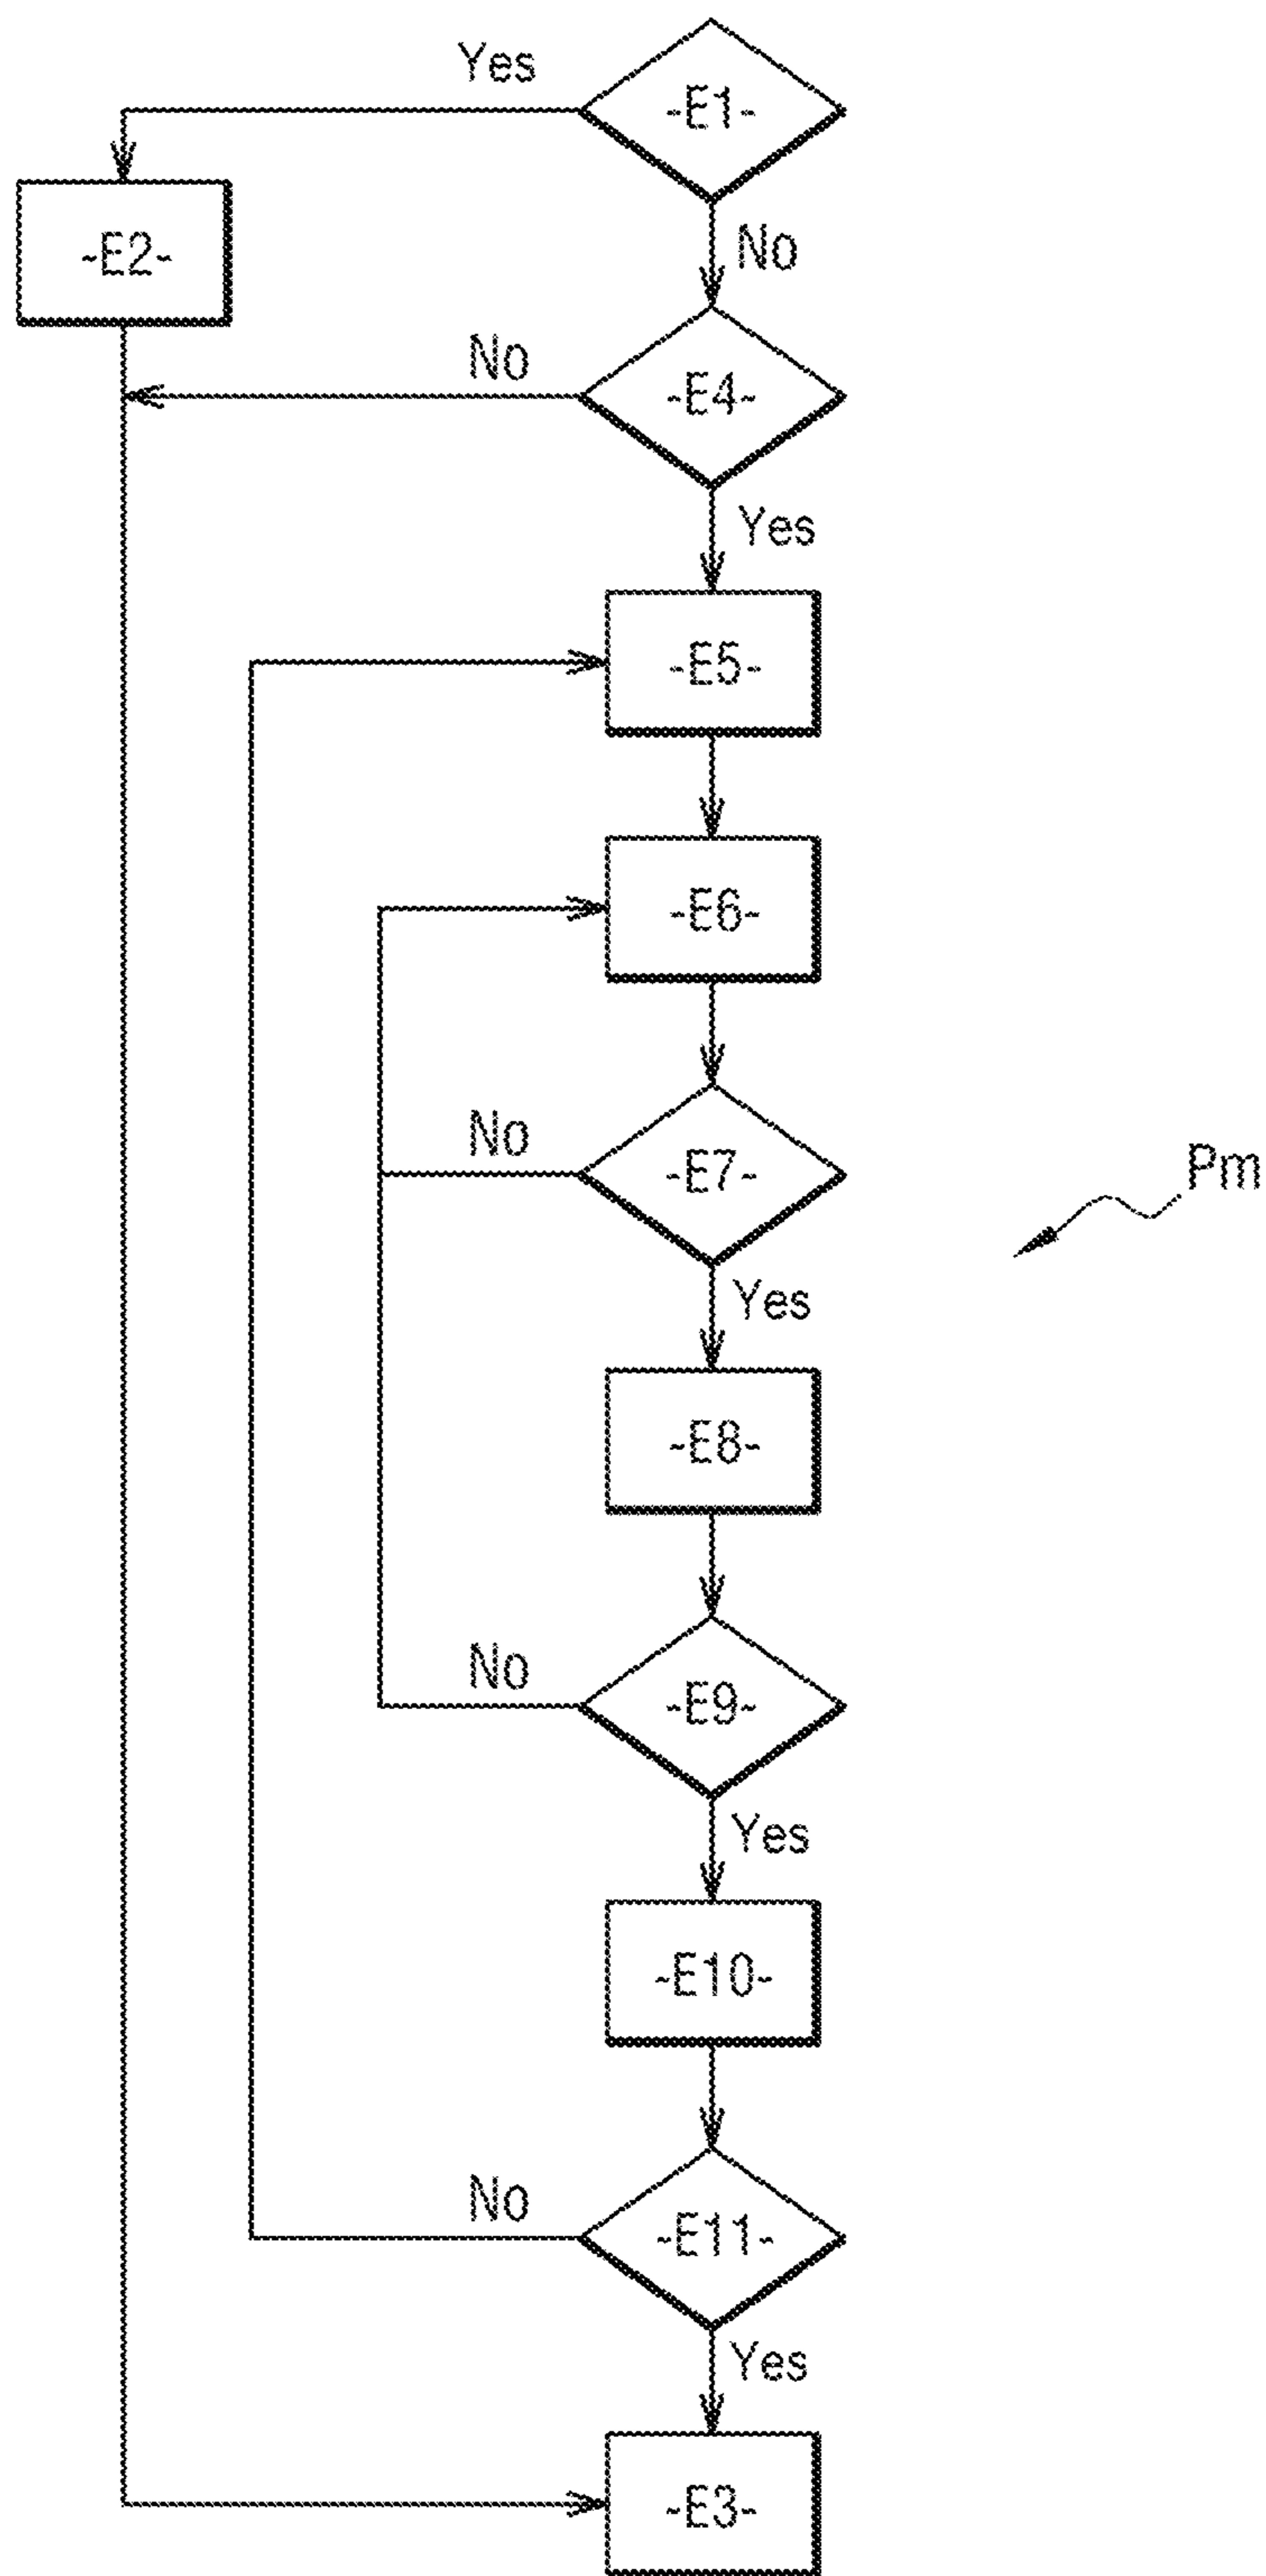 Yes
-E1-
No
-E2-
No
-E4-
Yes
-E5-
-E6-
No
-E7-
Pm
Yes
-E8-
No
-E9-
Yes
-E10-
No
-E11-
Yes
-E3-